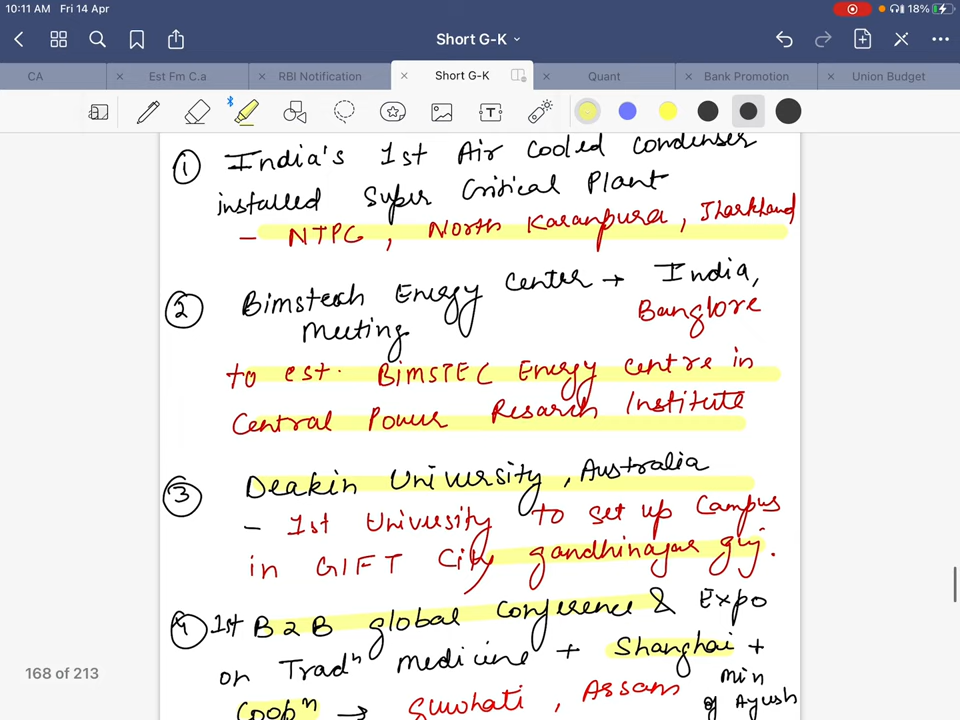 10:11 AM Fri 14 Apr 18%
Short G-K
CA Est Fm C.a RBI Notification Short G-K Quant Bank Promotion Union Budget
① India's 1st Air Cooled Condenser
installed Super Critical Plant
- NTPC, North Karanpura, Jharkhand
② Bimstech Energy Centre → India,
Meeting Banglore
to est. BIMSTEC Energy centre in
Central Power Resarch Institute
③ Deakin University, Australia
- 1st University to set up Campus
in GIFT City gandhinagar guj.
④ 1st B2B global Conference & Expo
on Tradⁿ medicine + Shanghai +
Coopⁿ → Guwhati, Assam min
of Ayush
168 of 213